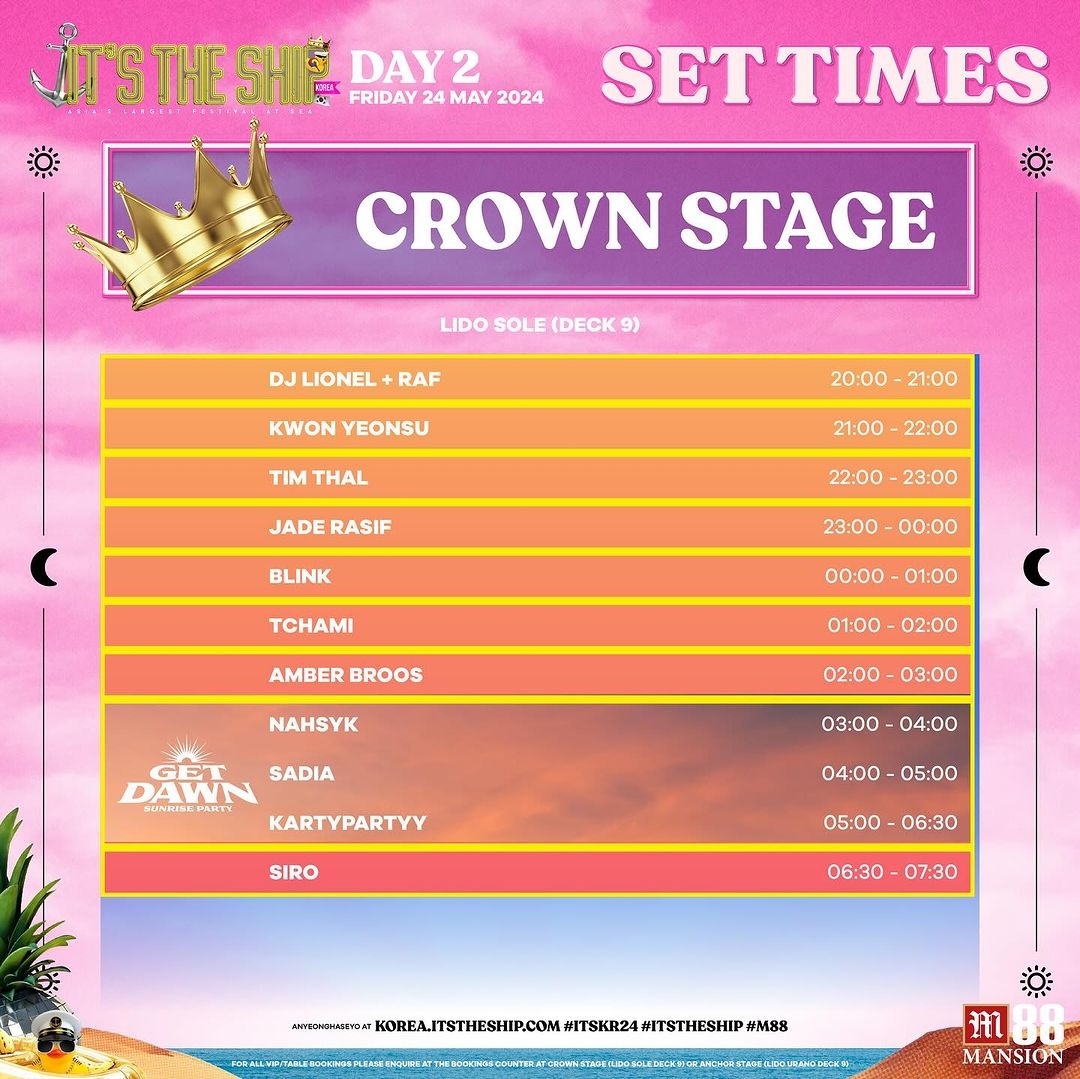 IT'S THE SHIP
KOREA
ASIA'S LARGEST FESTIVAL AT SEA
DAY 2
FRIDAY 24 MAY 2024
SET TIMES
CROWN STAGE
LIDO SOLE (DECK 9)
DJ LIONEL + RAF 20:00 - 21:00
KWON YEONSU 21:00 - 22:00
TIM THAL 22:00 - 23:00
JADE RASIF 23:00 - 00:00
BLINK 00:00 - 01:00
TCHAMI 01:00 - 02:00
AMBER BROOS 02:00 - 03:00
NAHSYK 03:00 - 04:00
GET
DAWN
SUNRISE PARTY
SADIA 04:00 - 05:00
KARTYPARTYY 05:00 - 06:30
SIRO 06:30 - 07:30
ANYEONGHASEYO AT KOREA.ITSTHESHIP.COM #ITSKR24 #ITSTHESHIP #M88
M 88
MANSION
FOR ALL VIP/TABLE BOOKINGS PLEASE ENQUIRE AT THE BOOKINGS COUNTER AT CROWN STAGE (LIDO SOLE DECK 9) OR ANCHOR STAGE (LIDO URANO DECK 9)